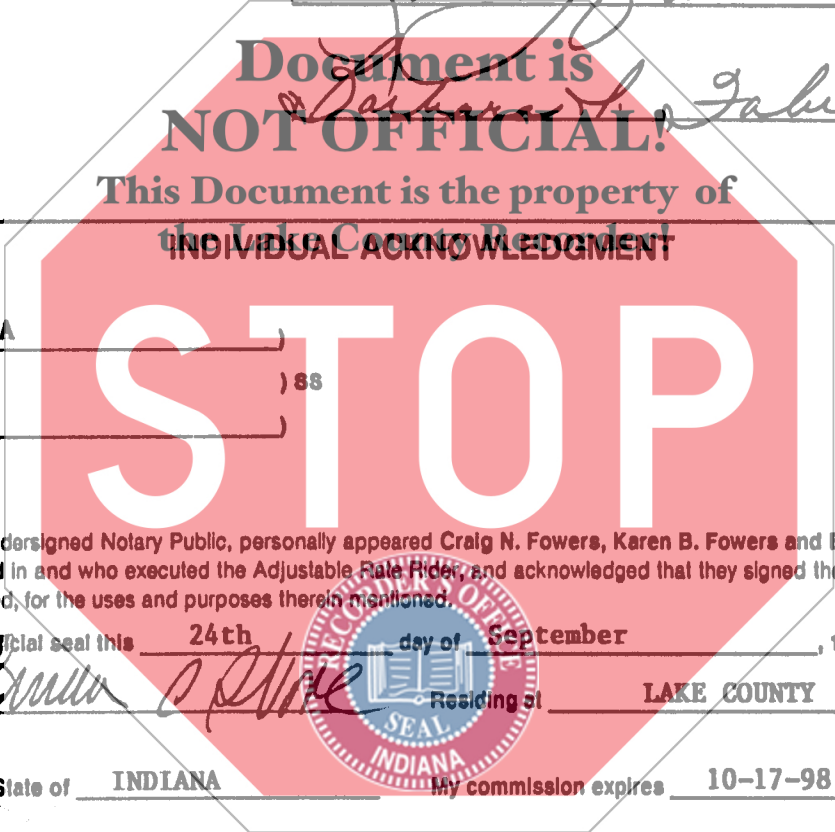 Document is
Barbara
NOT OFFICIAL!
This Document is the property of
the Lake County Recorder!
INDIVIDUAL ACKNOWLEDGMENT
A )
STOP
) SS
)
dersigned Notary Public, personally appeared Craig N. Fowers, Karen B. Fowers and
in and who executed the Adjustable Rate Rider, and acknowledged that they signed the
d, for the uses and purposes therein mentioned.
icial seal this 24th day of September ,
RECORDER'S OFFICE
Residing at LAKE COUNTY
SEAL
INDIANA
State of INDIANA My commission expires 10-17-98